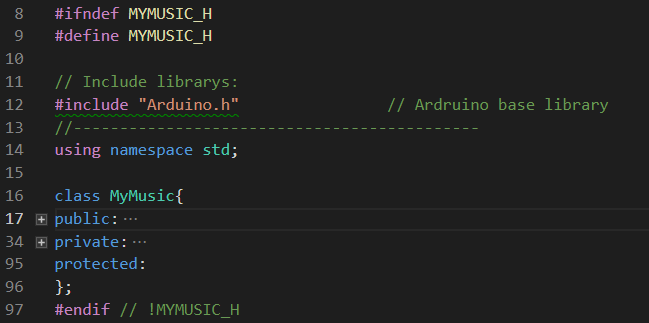 8 #ifndef MYMUSIC_H
9 #define MYMUSIC_H
10
11 // Include librarys:
12 #include "Arduino.h" // Ardruino base library
13 //--------------------------------------------
14 using namespace std;
15
16 class MyMusic{
17 public: ···
34 private: ···
95 protected:
96 };
97 #endif // !MYMUSIC_H